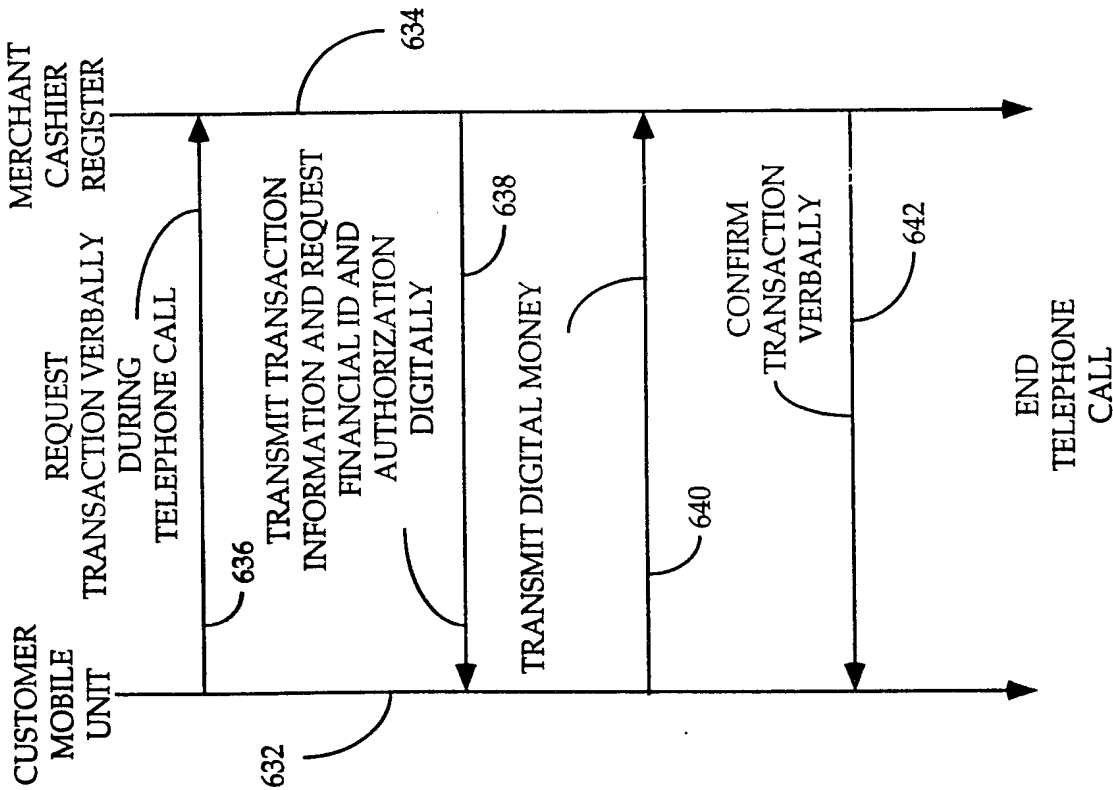 CUSTOMER
MOBILE
UNIT
MERCHANT
CASHIER
REGISTER
632
634
REQUEST
TRANSACTION VERBALLY
DURING
TELEPHONE CALL
636
TRANSMIT TRANSACTION
INFORMATION AND REQUEST
FINANCIAL ID AND
AUTHORIZATION
DIGITALLY
638
TRANSMIT DIGITAL MONEY
640
CONFIRM
TRANSACTION
VERBALLY
642
END
TELEPHONE
CALL